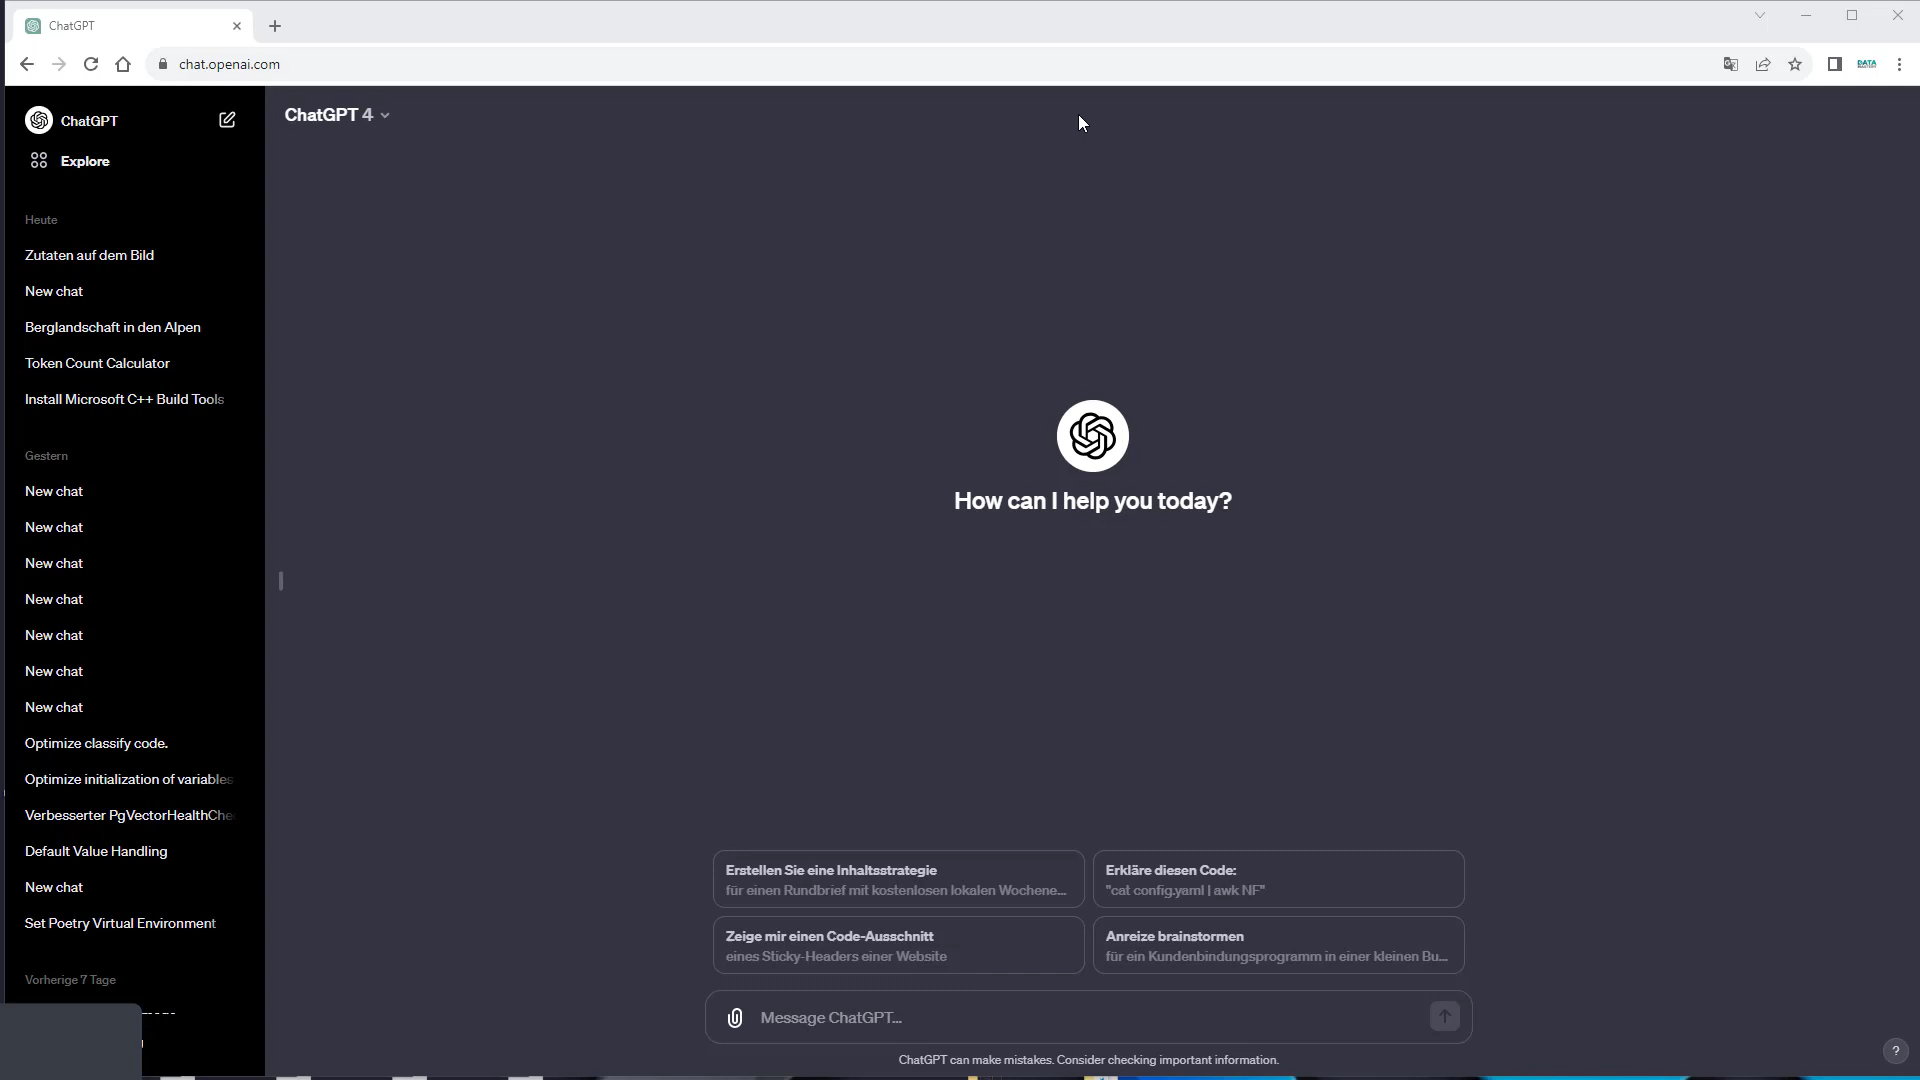 ChatGPT
chat.openai.com
DATA
ChatGPT
Explore
Heute
Zutaten auf dem Bild
New chat
Berglandschaft in den Alpen
Token Count Calculator
Install Microsoft C++ Build Tools
Gestern
New chat
New chat
New chat
New chat
New chat
New chat
New chat
Optimize classify code.
Optimize initialization of variables
Verbesserter PgVectorHealthChe
Default Value Handling
New chat
Set Poetry Virtual Environment
Vorherige 7 Tage
ChatGPT 4
How can I help you today?
Erstellen Sie eine Inhaltsstrategie
für einen Rundbrief mit kostenlosen lokalen Wochene...
Erkläre diesen Code:
"cat config.yaml | awk NF"
Zeige mir einen Code-Ausschnitt
eines Sticky-Headers einer Website
Anreize brainstormen
für ein Kundenbindungsprogramm in einer kleinen Bu...
Message ChatGPT...
ChatGPT can make mistakes. Consider checking important information.
?